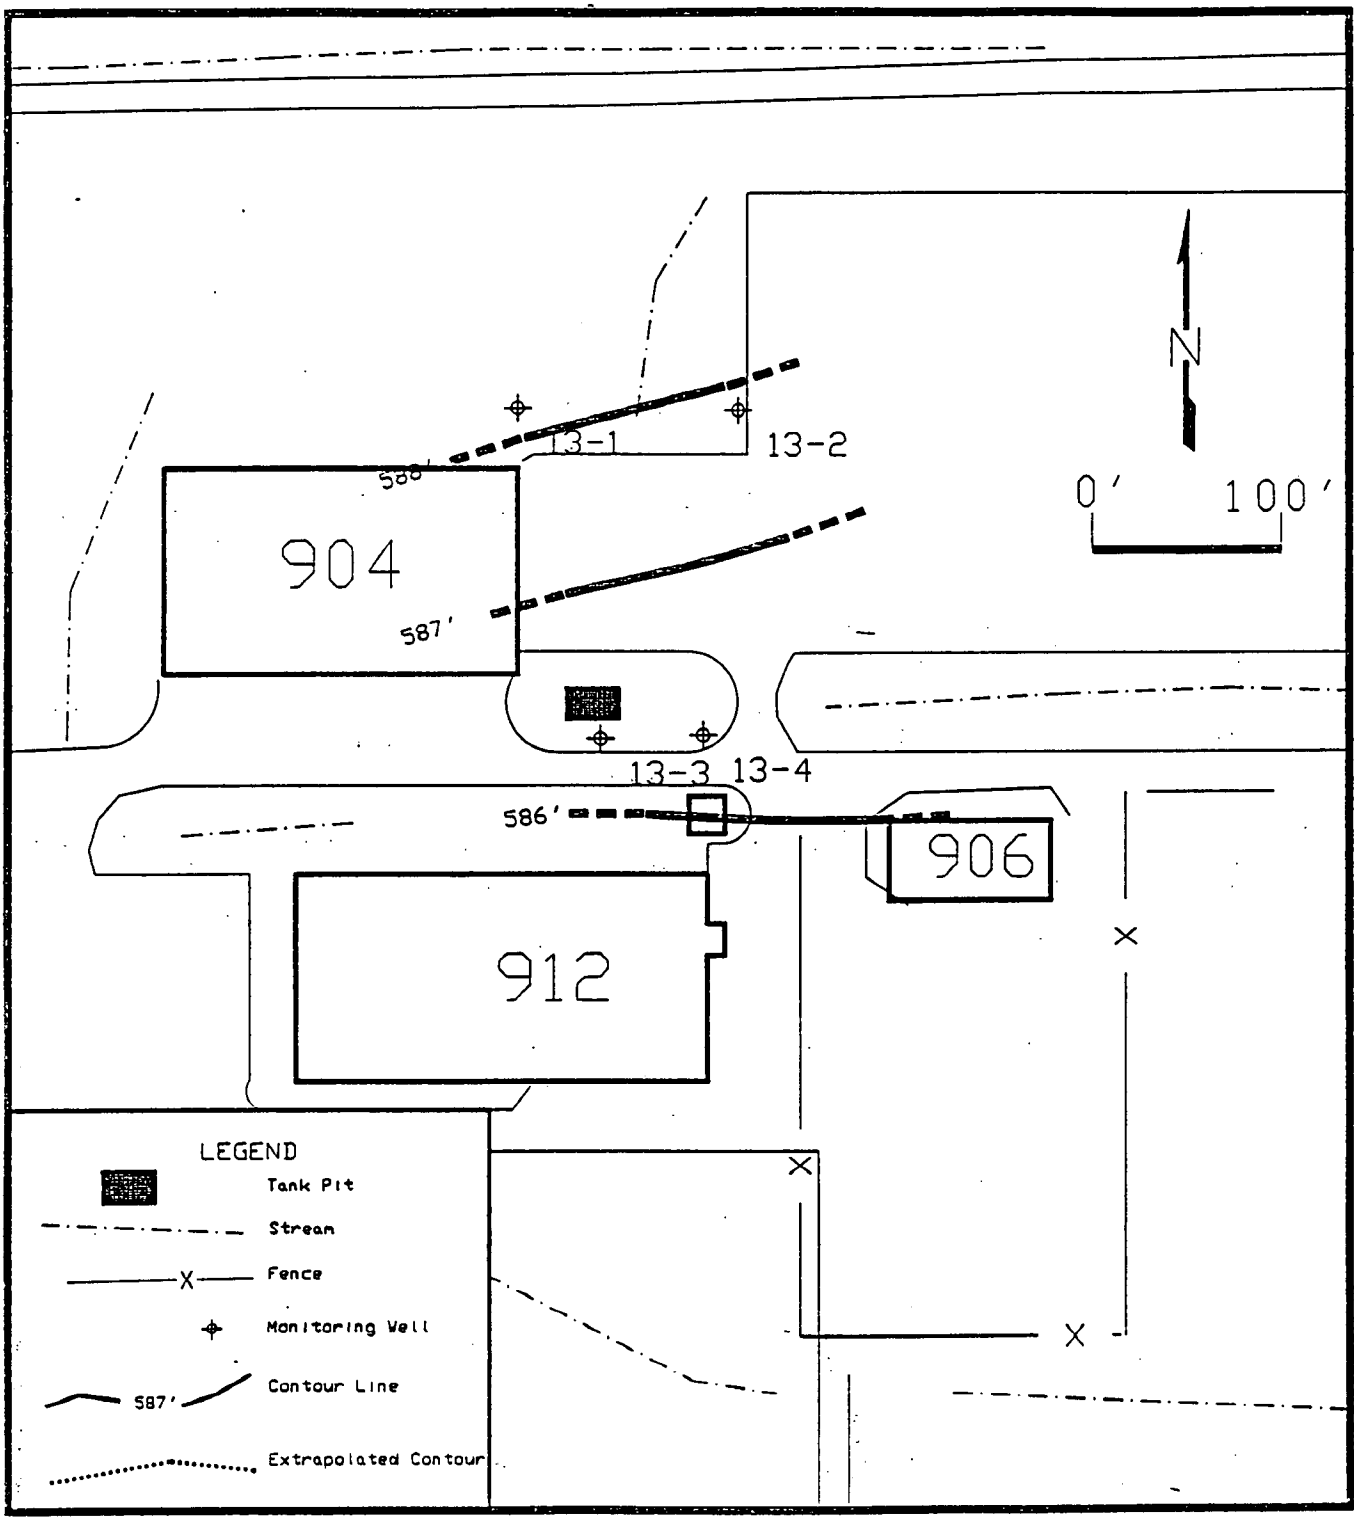 N
0' 100'
13-1
13-2
588'
904
587'
13-3 13-4
586'
906
912
X
X
X
LEGEND
Tank Pit
Stream
X Fence
Monitoring Well
587' Contour Line
Extrapolated Contour